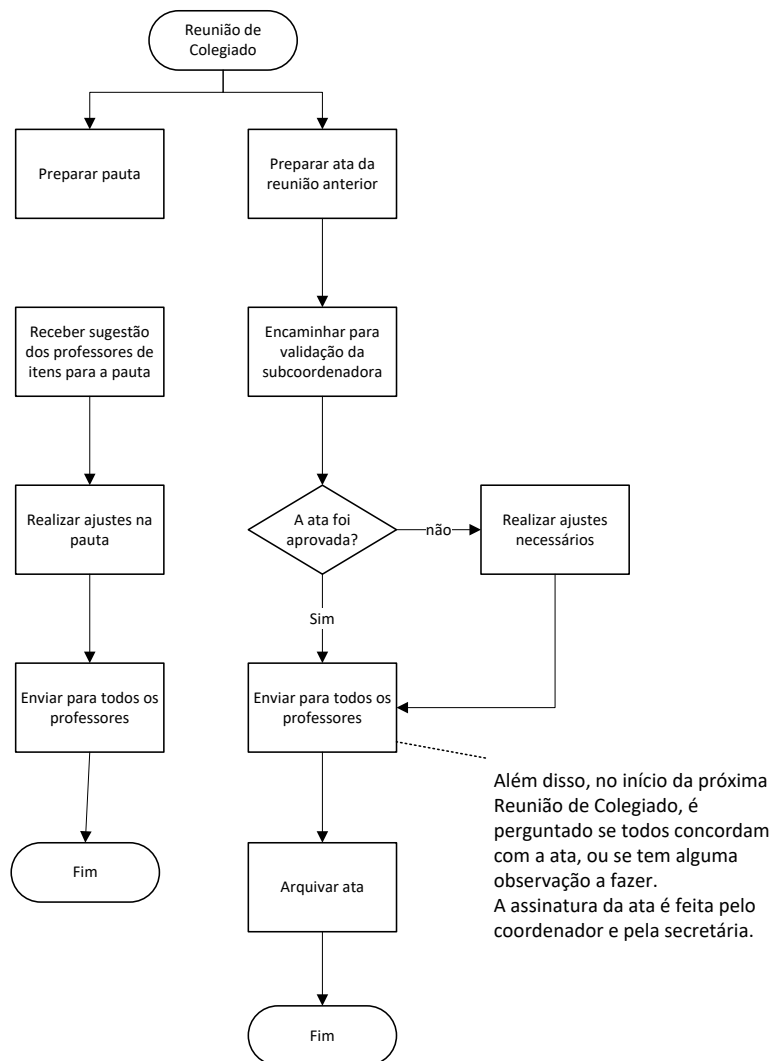 Reunião de
Colegiado
Preparar pauta
Preparar ata da
reunião anterior
Receber sugestão
dos professores de
itens para a pauta
Encaminhar para
validação da
subcoordenadora
Realizar ajustes na
pauta
A ata foi
aprovada?
não
Realizar ajustes
necessários
Sim
Enviar para todos os
professores
Enviar para todos os
professores
Além disso, no início da próxima
Reunião de Colegiado, é
perguntado se todos concordam
com a ata, ou se tem alguma
observação a fazer.
A assinatura da ata é feita pelo
coordenador e pela secretária.
Fim
Arquivar ata
Fim